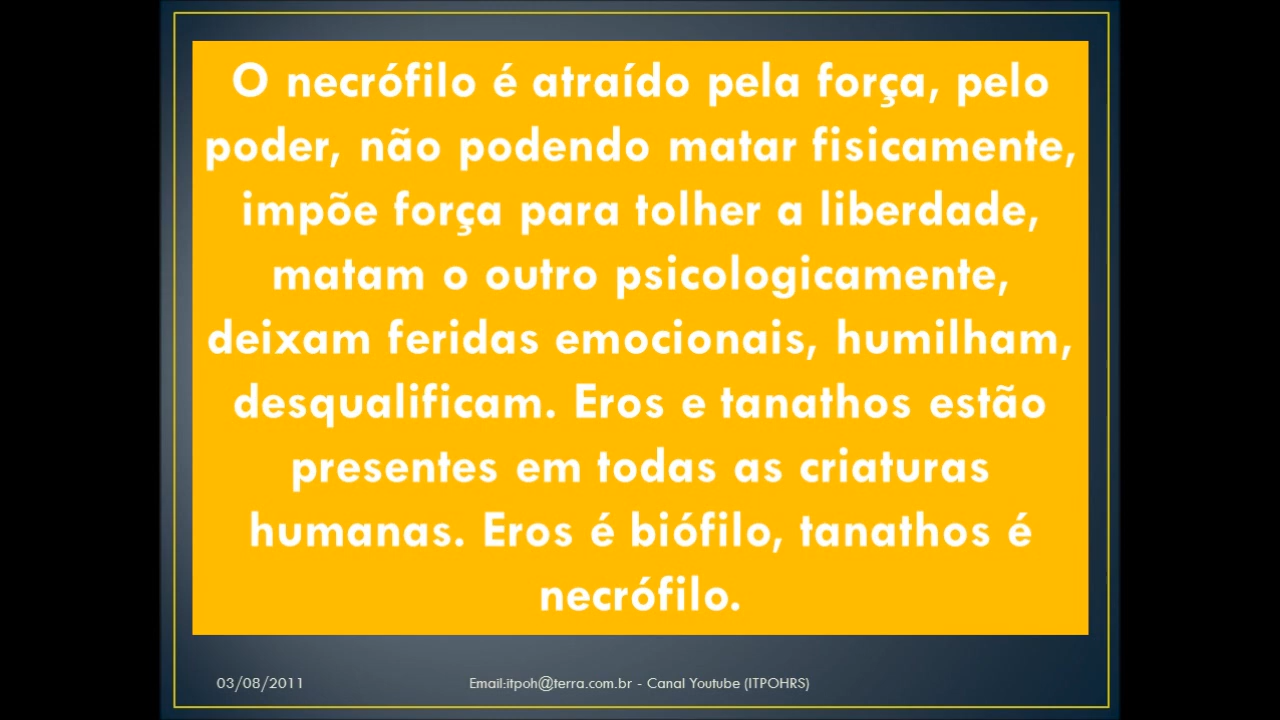 O necrófilo é atraído pela força, pelo
poder, não podendo matar fisicamente,
impõe força para tolher a liberdade,
matam o outro psicologicamente,
deixam feridas emocionais, humilham,
desqualificam. Eros e tanathos estão
presentes em todas as criaturas
humanas. Eros é biófilo, tanathos é
necrófilo.
03/08/2011
Email:itpoh@terra.com.br - Canal Youtube (ITPOHRS)